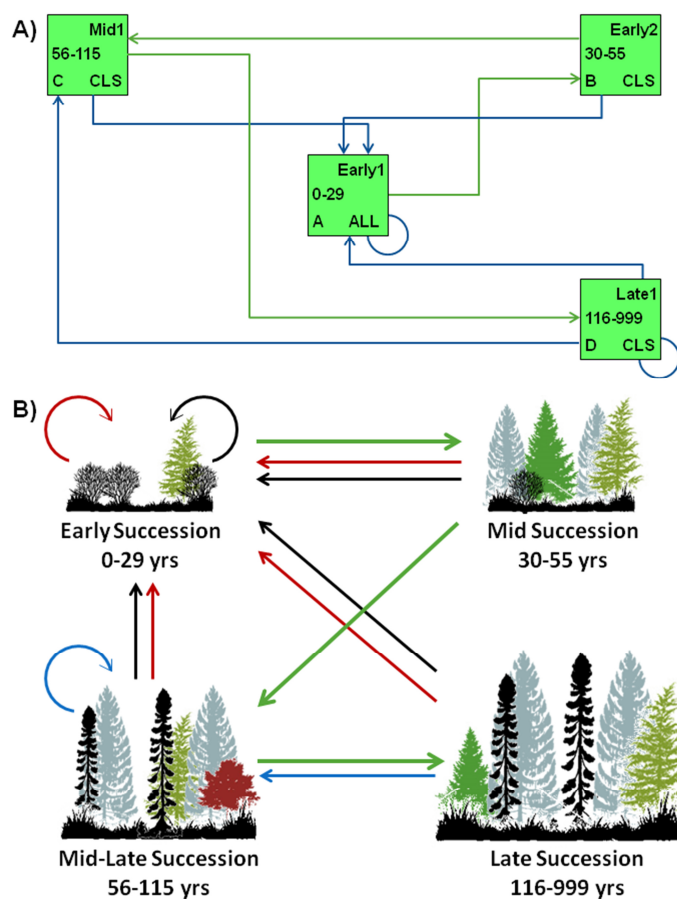 A)
Mid1
56-115
C CLS
Early2
30-55
B CLS
Early1
0-29
A ALL
Late1
116-999
D CLS
B)
Early Succession
0-29 yrs
Mid Succession
30-55 yrs
Mid-Late Succession
56-115 yrs
Late Succession
116-999 yrs